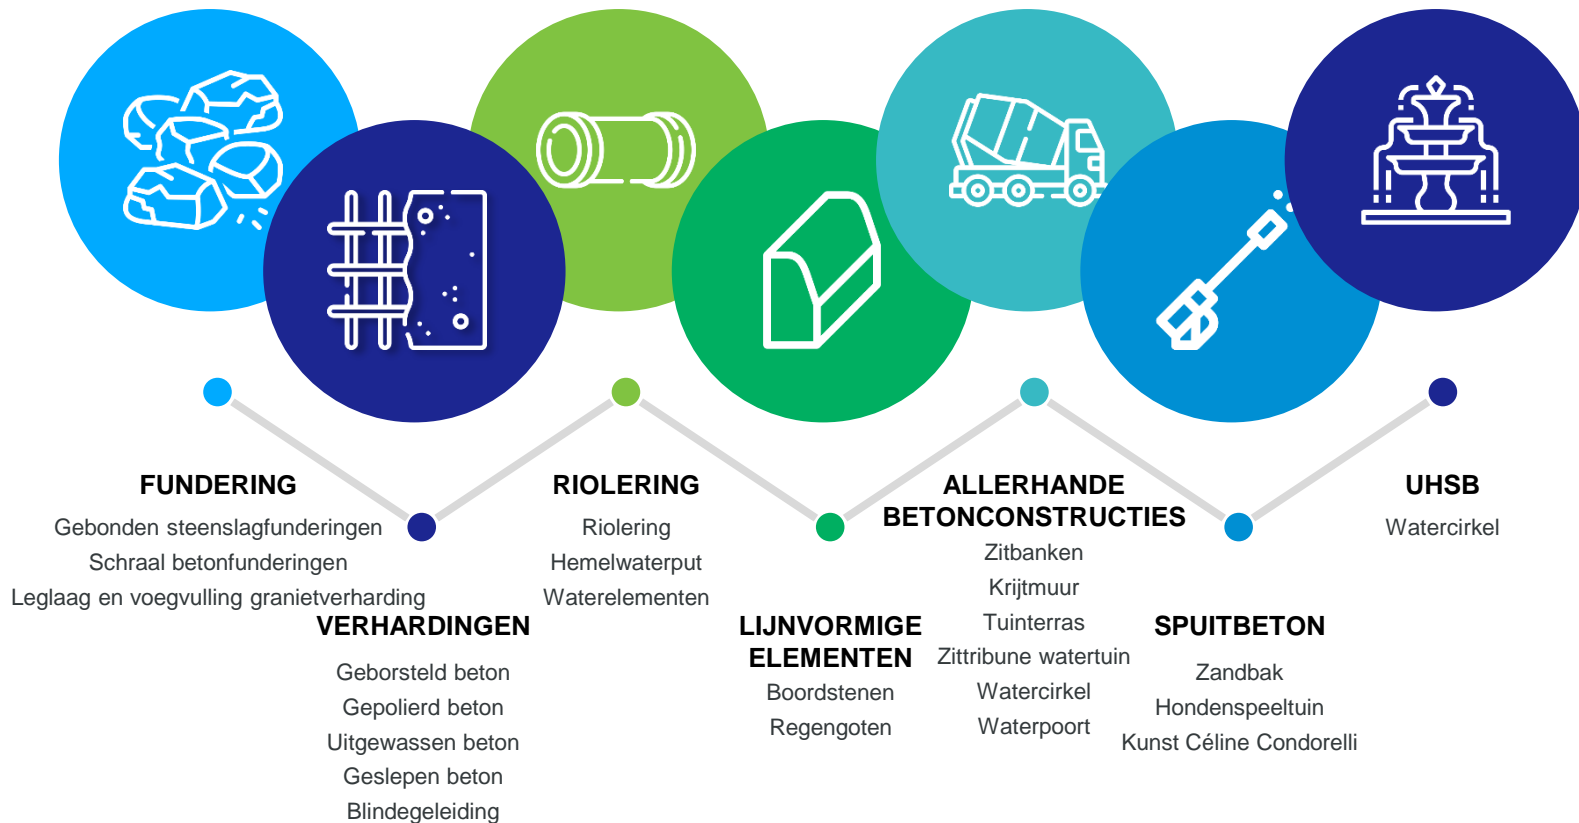 FUNDERING
Gebonden steenslagfunderingen
Schraal betonfunderingen
Leglaag en voegvulling granietverharding
VERHARDINGEN
Geborsteld beton
Gepolierd beton
Uitgewassen beton
Geslepen beton
Blindegeleiding
RIOLERING
Riolering
Hemelwaterput
Waterelementen
LIJNVORMIGE
ELEMENTEN
Boordstenen
Regengoten
ALLERHANDE
BETONCONSTRUCTIES
Zitbanken
Krijtmuur
Tuinterras
Zittribune watertuin
Watercirkel
Waterpoort
SPUITBETON
Zandbak
Hondenspeeltuin
Kunst Céline Condorelli
UHSB
Watercirkel